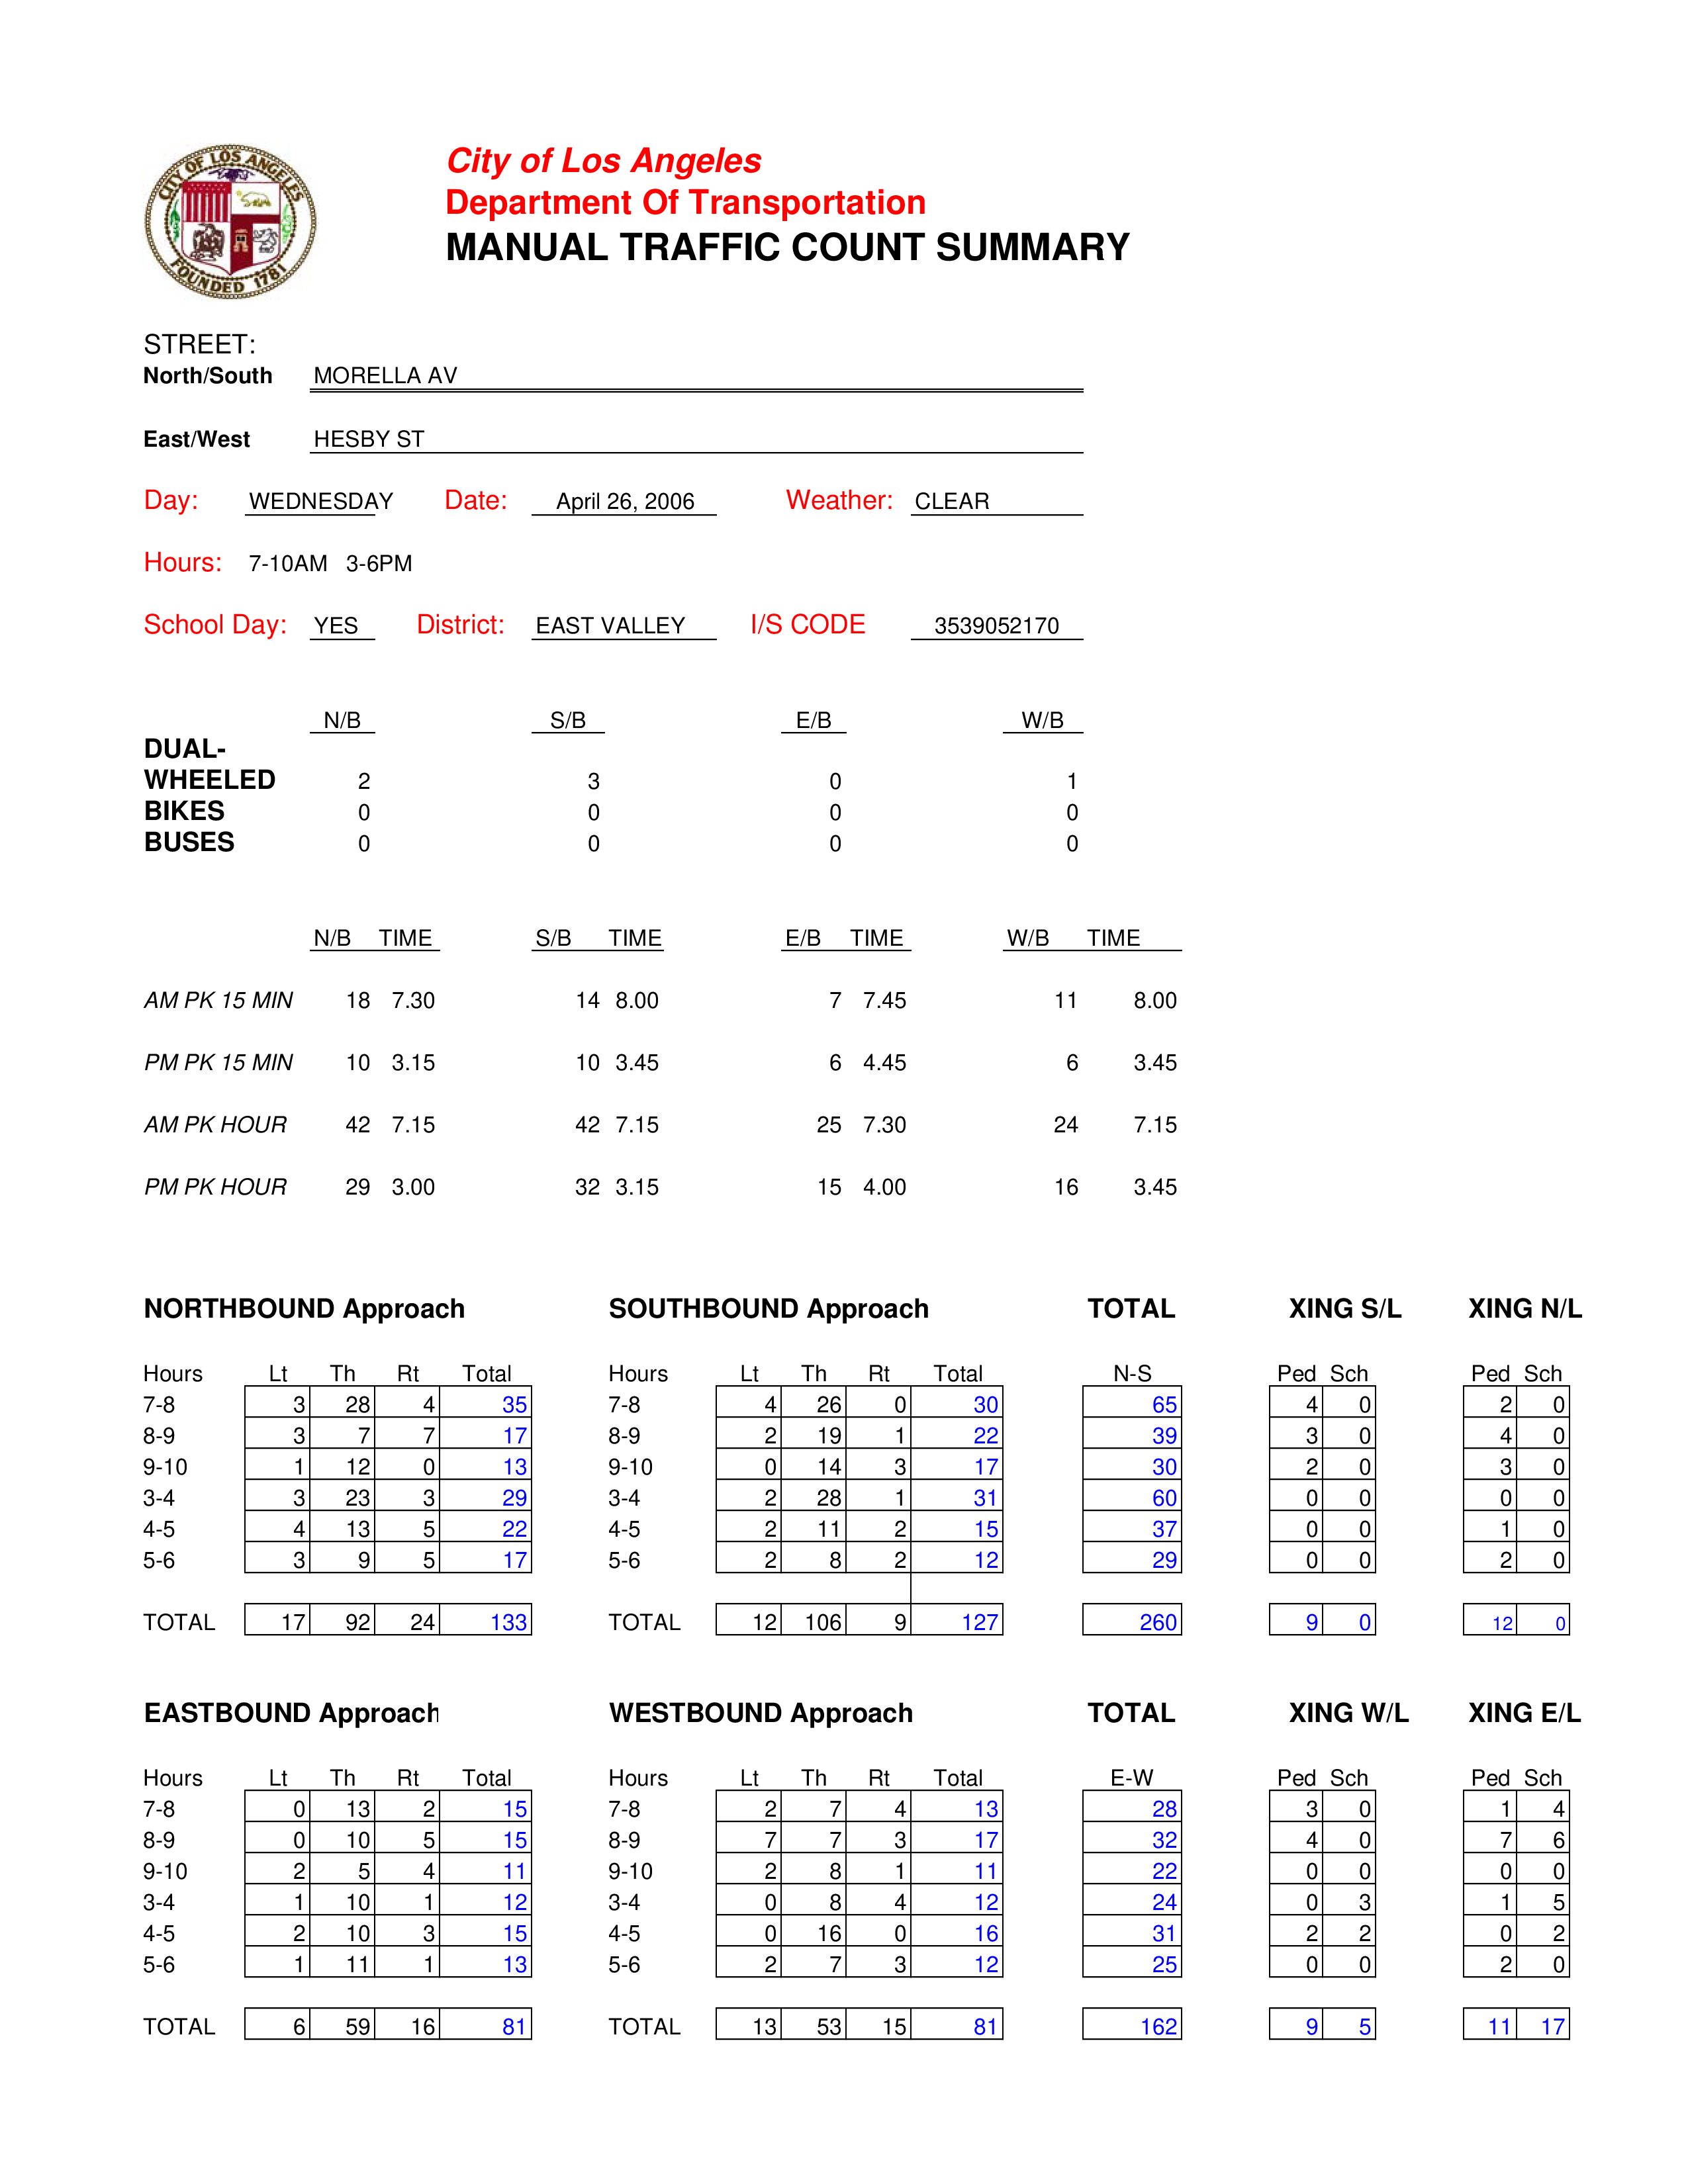 CITY OF LOS ANGELES
FOUNDED 1781
City of Los Angeles
Department Of Transportation
MANUAL TRAFFIC COUNT SUMMARY
STREET:
North/South MORELLA AV
East/West HESBY ST
Day: WEDNESDAY Date: April 26, 2006 Weather: CLEAR
Hours: 7-10AM 3-6PM
School Day: YES District: EAST VALLEY I/S CODE 3539052170
N/B S/B E/B W/B
DUAL-
WHEELED 2 3 0 1
BIKES 0 0 0 0
BUSES 0 0 0 0
N/B TIME S/B TIME E/B TIME W/B TIME
AM PK 15 MIN 18 7.30 14 8.00 7 7.45 11 8.00
PM PK 15 MIN 10 3.15 10 3.45 6 4.45 6 3.45
AM PK HOUR 42 7.15 42 7.15 25 7.30 24 7.15
PM PK HOUR 29 3.00 32 3.15 15 4.00 16 3.45
NORTHBOUND Approach SOUTHBOUND Approach TOTAL XING S/L XING N/L
Hours Lt Th Rt Total Hours Lt Th Rt Total N-S Ped Sch Ped Sch
7-8 3 28 4 35 7-8 4 26 0 30 65 4 0 2 0
8-9 3 7 7 17 8-9 2 19 1 22 39 3 0 4 0
9-10 1 12 0 13 9-10 0 14 3 17 30 2 0 3 0
3-4 3 23 3 29 3-4 2 28 1 31 60 0 0 0 0
4-5 4 13 5 22 4-5 2 11 2 15 37 0 0 1 0
5-6 3 9 5 17 5-6 2 8 2 12 29 0 0 2 0
TOTAL 17 92 24 133 TOTAL 12 106 9 127 260 9 0 12 0
EASTBOUND Approach WESTBOUND Approach TOTAL XING W/L XING E/L
Hours Lt Th Rt Total Hours Lt Th Rt Total E-W Ped Sch Ped Sch
7-8 0 13 2 15 7-8 2 7 4 13 28 3 0 1 4
8-9 0 10 5 15 8-9 7 7 3 17 32 4 0 7 6
9-10 2 5 4 11 9-10 2 8 1 11 22 0 0 0 0
3-4 1 10 1 12 3-4 0 8 4 12 24 0 3 1 5
4-5 2 10 3 15 4-5 0 16 0 16 31 2 2 0 2
5-6 1 11 1 13 5-6 2 7 3 12 25 0 0 2 0
TOTAL 6 59 16 81 TOTAL 13 53 15 81 162 9 5 11 17